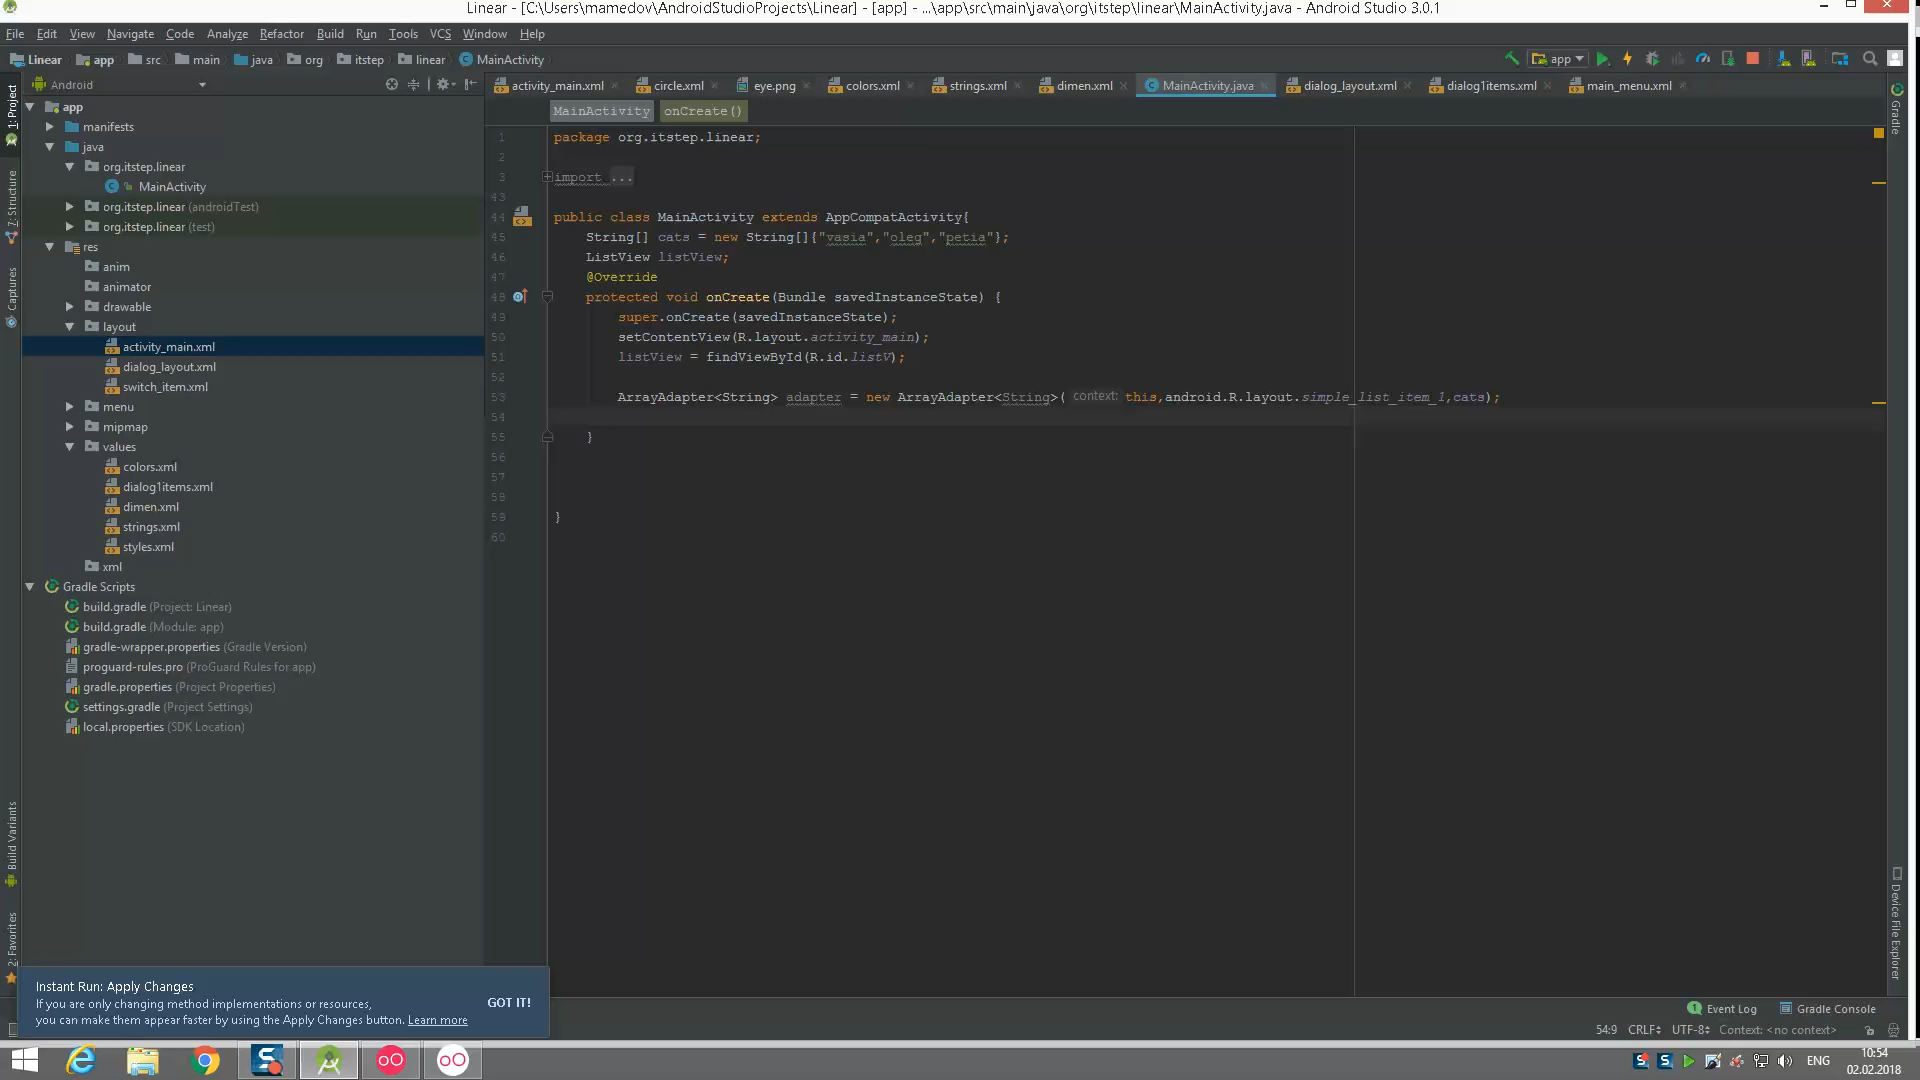 Linear - [C:\Users\mamedov\AndroidStudioProjects\Linear] - [app] - ...\app\src\main\java\org\itstep\linear\MainActivity.java - Android Studio 3.0.1
File Edit View Navigate Code Analyze Refactor Build Run Tools VCS Window Help
Linear app src main java org itstep linear MainActivity
app
Android
activity_main.xml circle.xml eye.png colors.xml strings.xml dimen.xml MainActivity.java dialog_layout.xml dialog1items.xml main_menu.xml
MainActivity onCreate()
1: Project
7: Structure
Captures
Build Variants
2: Favorites
app
manifests
java
org.itstep.linear
MainActivity
org.itstep.linear (androidTest)
org.itstep.linear (test)
res
anim
animator
drawable
layout
activity_main.xml
dialog_layout.xml
switch_item.xml
menu
mipmap
values
colors.xml
dialog1items.xml
dimen.xml
strings.xml
styles.xml
xml
Gradle Scripts
build.gradle (Project: Linear)
build.gradle (Module: app)
gradle-wrapper.properties (Gradle Version)
proguard-rules.pro (ProGuard Rules for app)
gradle.properties (Project Properties)
settings.gradle (Project Settings)
local.properties (SDK Location)
1 package org.itstep.linear;
2
3 import ...
43
44 public class MainActivity extends AppCompatActivity{
45 String[] cats = new String[]{"vasia","oleg","petia"};
46 ListView listView;
47 @Override
48 protected void onCreate(Bundle savedInstanceState) {
49 super.onCreate(savedInstanceState);
50 setContentView(R.layout.activity_main);
51 listView = findViewById(R.id.listV);
52
53 ArrayAdapter<String> adapter = new ArrayAdapter<String>( context: this,android.R.layout.simple_list_item_1,cats);
54
55 }
56
57
58
59 }
60
Gradle
Device File Explorer
Instant Run: Apply Changes
If you are only changing method implementations or resources,
you can make them appear faster by using the Apply Changes button. Learn more
GOT IT!
Event Log Gradle Console
54:9 CRLF UTF-8 Context: <no context>
ENG
10:54
02.02.2018